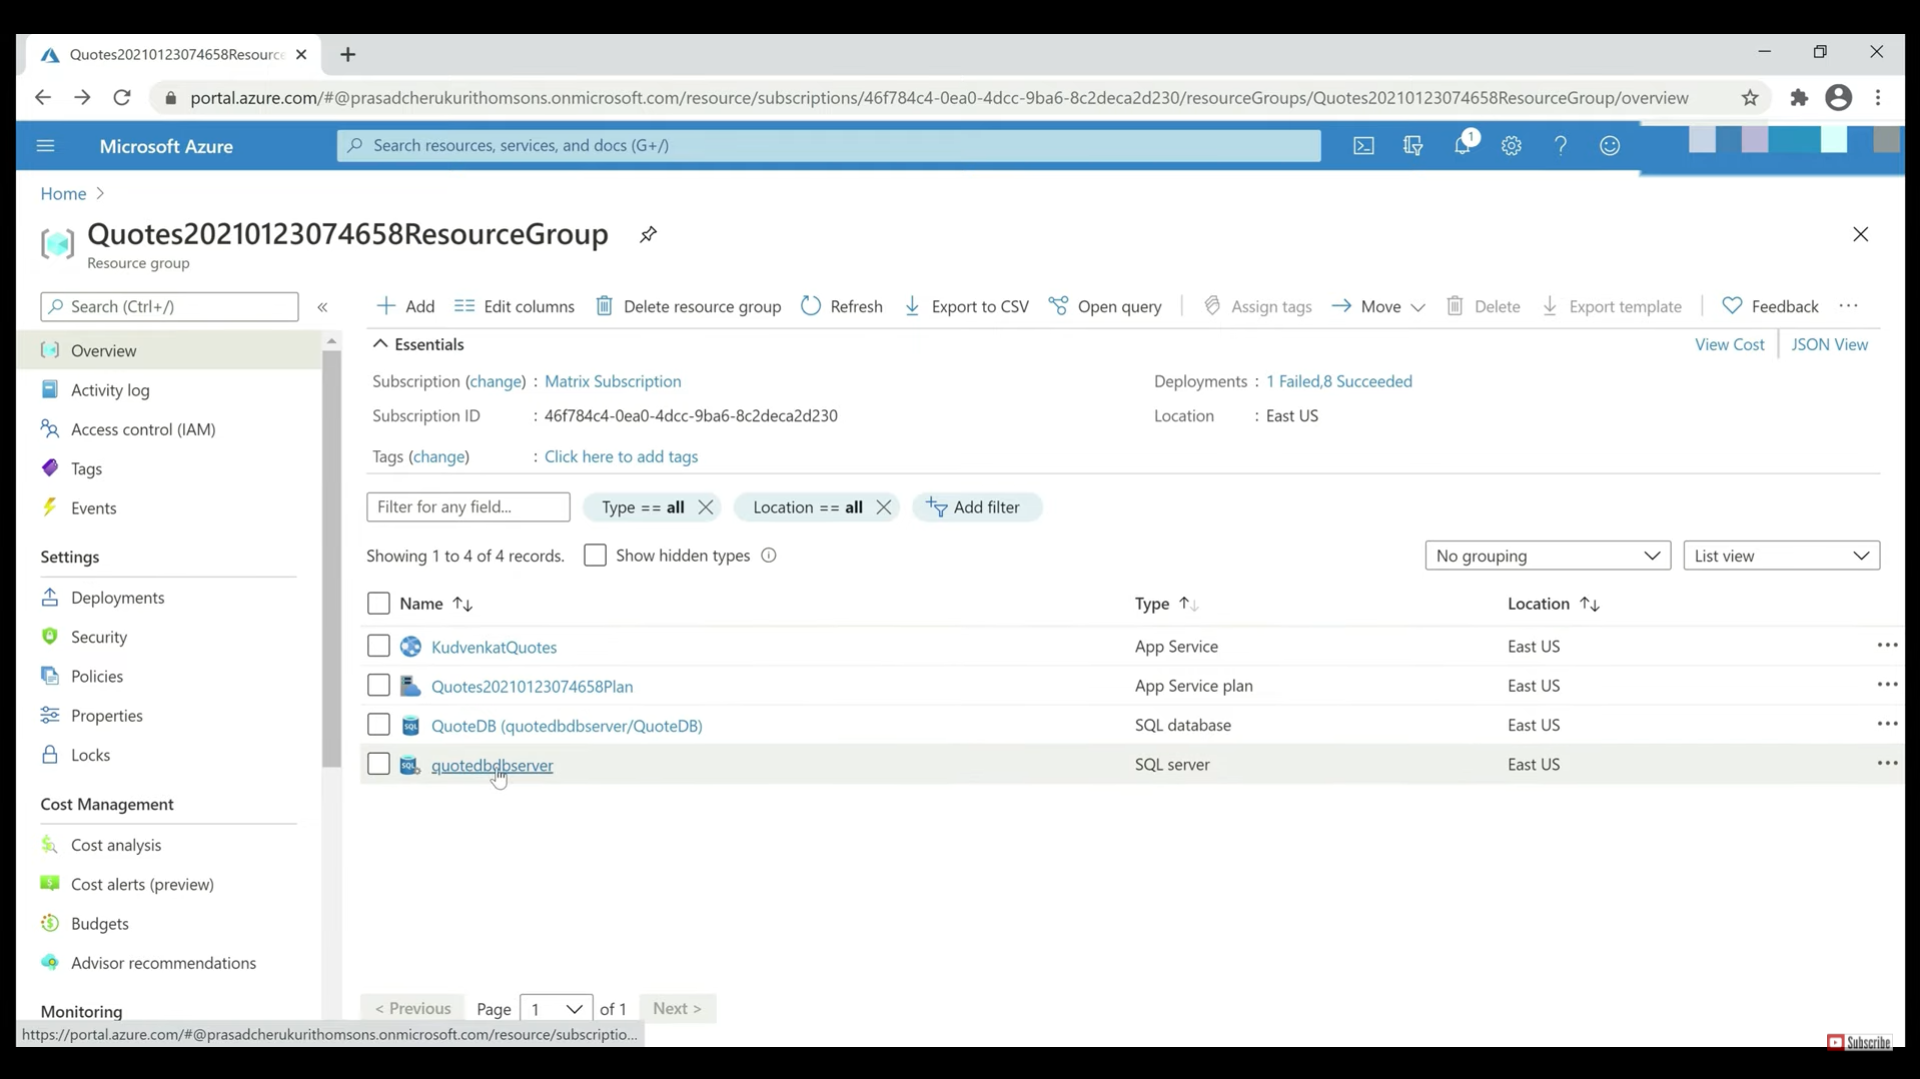 Quotes20210123074658Resource
portal.azure.com/#@prasadcherukurithomsons.onmicrosoft.com/resource/subscriptions/46f784c4-0ea0-4dcc-9ba6-8c2deca2d230/resourceGroups/Quotes20210123074658ResourceGroup/overview
Microsoft Azure
Search resources, services, and docs (G+/)
1
Home
Quotes20210123074658ResourceGroup
Resource group
Search (Ctrl+/)
«
Add
Edit columns
Delete resource group
Refresh
Export to CSV
Open query
Assign tags
Move
Delete
Export template
Feedback
Overview
Activity log
Access control (IAM)
Tags
Events
Settings
Deployments
Security
Policies
Properties
Locks
Cost Management
Cost analysis
Cost alerts (preview)
Budgets
Advisor recommendations
Monitoring
Essentials
View Cost
JSON View
Subscription (change) : Matrix Subscription
Deployments : 1 Failed,8 Succeeded
Subscription ID : 46f784c4-0ea0-4dcc-9ba6-8c2deca2d230
Location : East US
Tags (change) : Click here to add tags
Filter for any field...
Type == all
Location == all
Add filter
Showing 1 to 4 of 4 records.
Show hidden types
No grouping
List view
Name Type Location
KudvenkatQuotes App Service East US
Quotes20210123074658Plan App Service plan East US
QuoteDB (quotedbdbserver/QuoteDB) SQL database East US
quotedbdbserver SQL server East US
< Previous Page 1 of 1 Next >
https://portal.azure.com/#@prasadcherukurithomsons.onmicrosoft.com/resource/subscriptio...
Subscribe